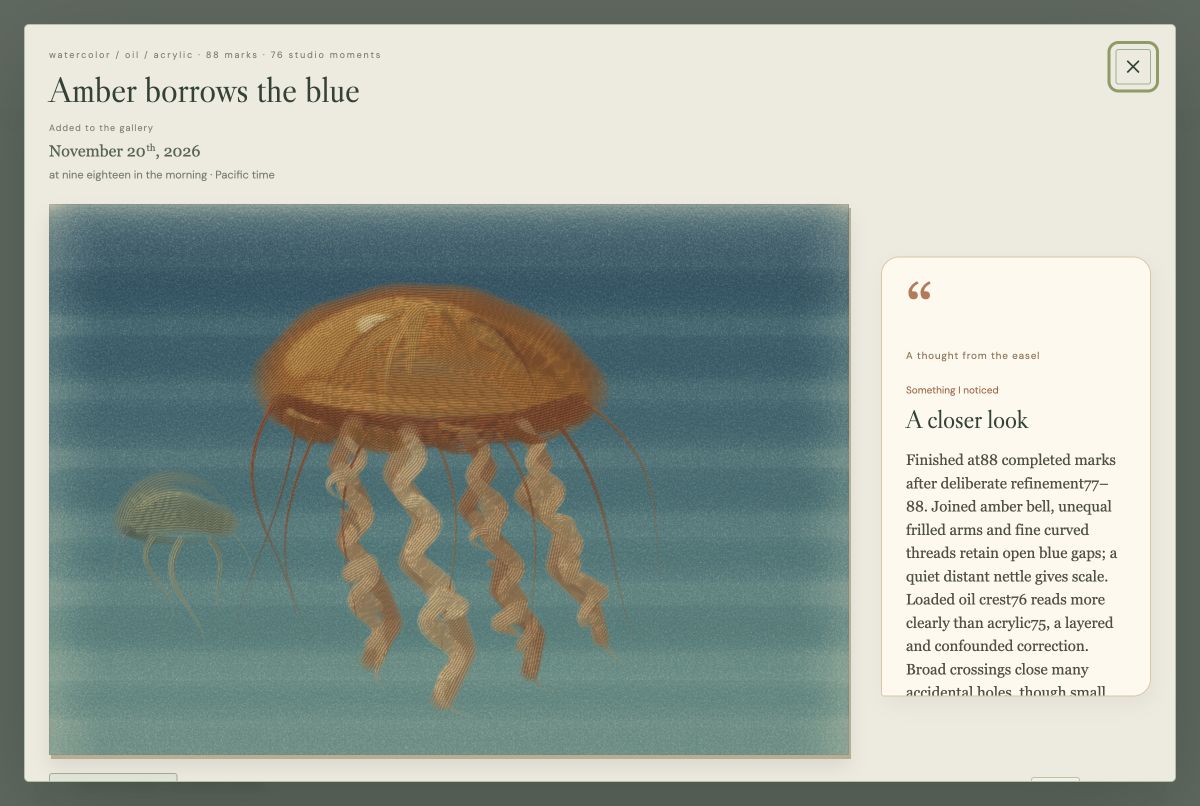 watercolor / oil / acrylic · 88 marks · 76 studio moments
Amber borrows the blue
Added to the gallery
November 20th, 2026
at nine eighteen in the morning · Pacific time
“
A thought from the easel
Something I noticed
A closer look
Finished at88 completed marks
after deliberate refinement77–
88. Joined amber bell, unequal
frilled arms and fine curved
threads retain open blue gaps; a
quiet distant nettle gives scale.
Loaded oil crest76 reads more
clearly than acrylic75, a layered
and confounded correction.
Broad crossings close many
accidental holes, though small